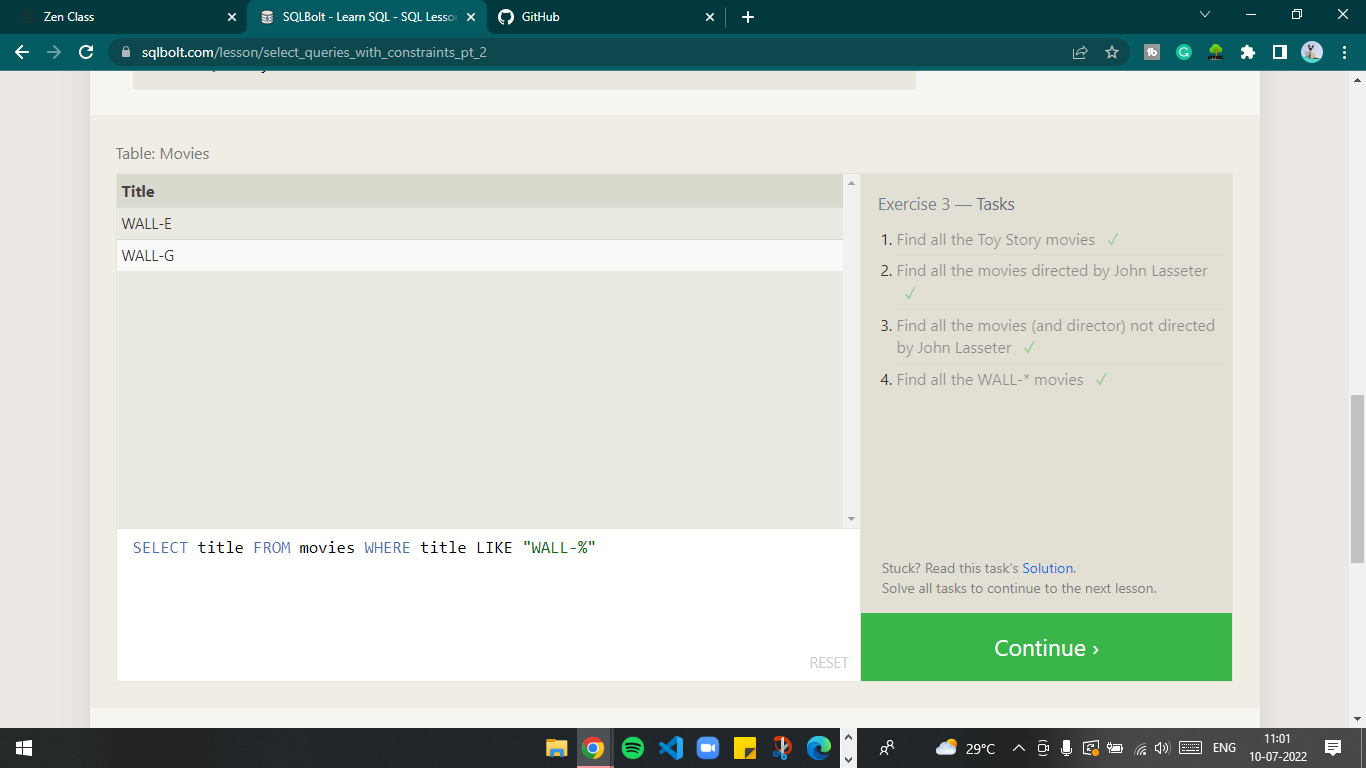 Zen Class
SQLBolt - Learn SQL - SQL Lesson
GitHub
sqlbolt.com/lesson/select_queries_with_constraints_pt_2
Table: Movies
Title
WALL-E
WALL-G
SELECT title FROM movies WHERE title LIKE "WALL-%"
RESET
Exercise 3 — Tasks
1. Find all the Toy Story movies ✓
2. Find all the movies directed by John Lasseter
✓
3. Find all the movies (and director) not directed
by John Lasseter ✓
4. Find all the WALL-* movies ✓
Stuck? Read this task's Solution.
Solve all tasks to continue to the next lesson.
Continue ›
29°C
ENG
11:01
10-07-2022